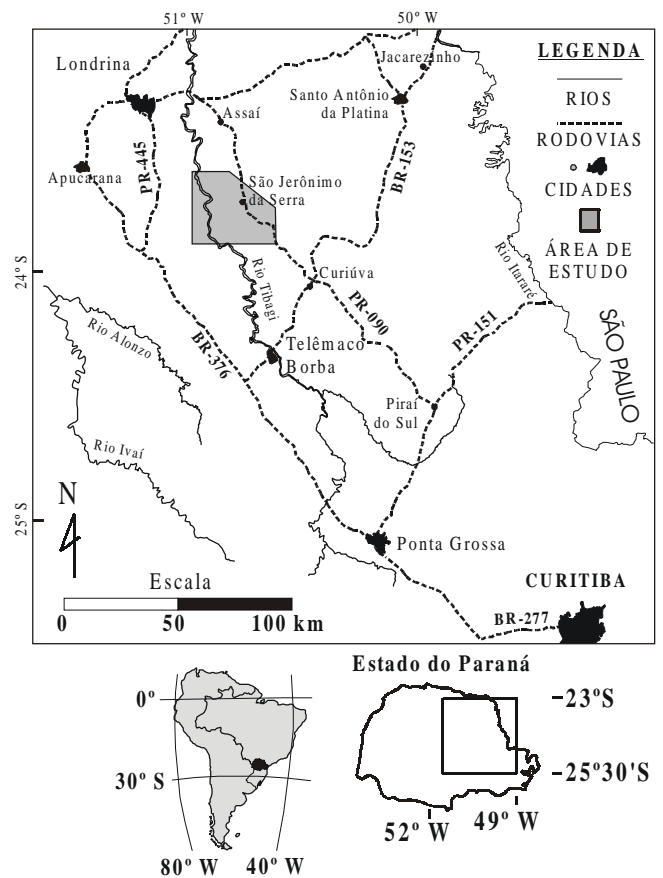 51° W
50° W
Londrina
Jacarezinho
LEGENDA
RIOS
RODOVIAS
CIDADES
ÁREA DE
ESTUDO
Santo Antônio
da Platina
Assaí
PR-445
BR-153
Apucarana
São Jerônimo
da Serra
24° S
Rio Tibagi
Curiúva
Rio Itararé
PR-090
PR-151
SÃO PAULO
Rio Alonzo
BR-376
Telêmaco
Borba
Piraí
do Sul
Rio Ivaí
N
25° S
Ponta Grossa
Escala
0 50 100 km
CURITIBA
BR-277
Estado do Paraná
0°
30° S
80° W 40° W
23°S
25°30'S
52° W 49° W